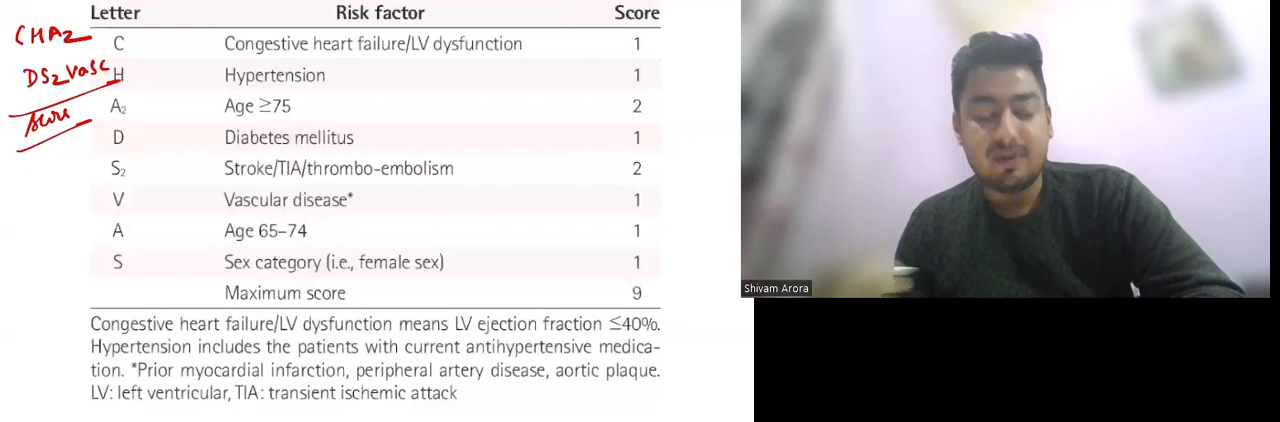 Letter Risk factor Score
CHA2
DS2VASC
Score
C Congestive heart failure/LV dysfunction 1
H Hypertension 1
A₂ Age ≥75 2
D Diabetes mellitus 1
S₂ Stroke/TIA/thrombo-embolism 2
V Vascular disease* 1
A Age 65–74 1
S Sex category (i.e., female sex) 1
Maximum score 9
Congestive heart failure/LV dysfunction means LV ejection fraction ≤40%.
Hypertension includes the patients with current antihypertensive medica-
tion. *Prior myocardial infarction, peripheral artery disease, aortic plaque.
LV: left ventricular, TIA: transient ischemic attack
Shivam Arora